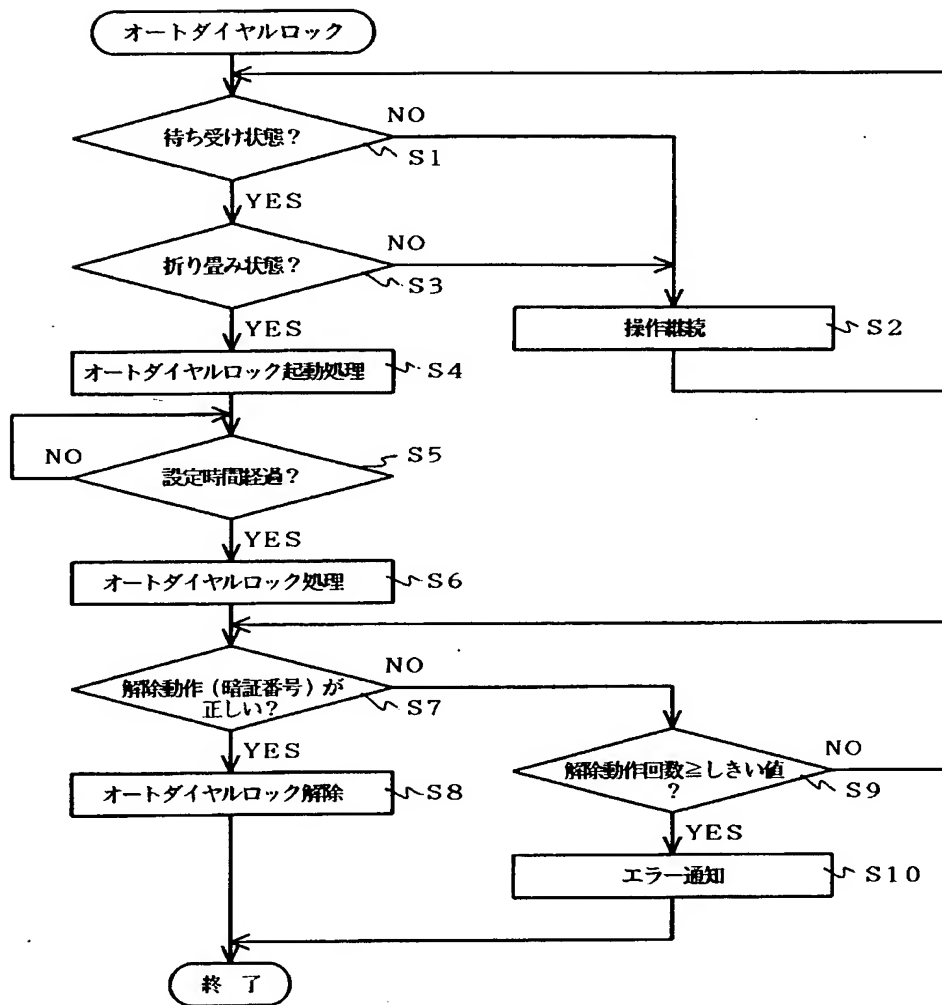 オートダイヤルロック
待ち受け状態?
NO
S1
YES
折り畳み状態?
NO
S3
YES
操作継続
S2
オートダイヤルロック起動処理
S4
設定時間経過?
S5
NO
YES
オートダイヤルロック処理
S6
解除動作(暗証番号)が
正しい?
NO
S7
YES
解除動作回数≧しきい値
?
NO
S9
YES
オートダイヤルロック解除
S8
エラー通知
S10
終 了